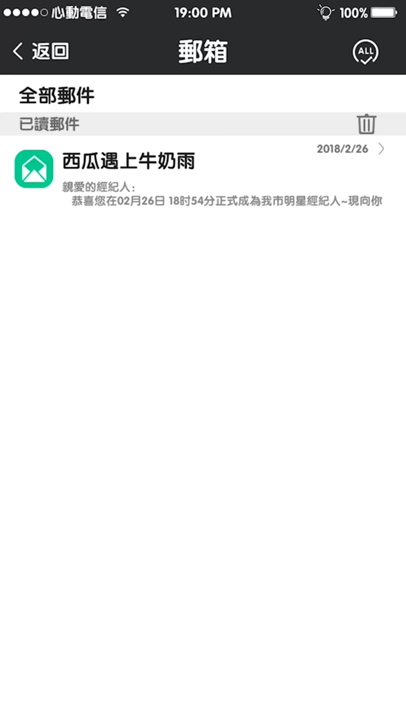 心動電信 19:00 PM 100%
返回 郵箱 ALL
全部郵件
已讀郵件
2018/2/26
西瓜遇上牛奶雨
親愛的經紀人：
恭喜您在02月26日 18时54分正式成為我市明星經紀人~現向你